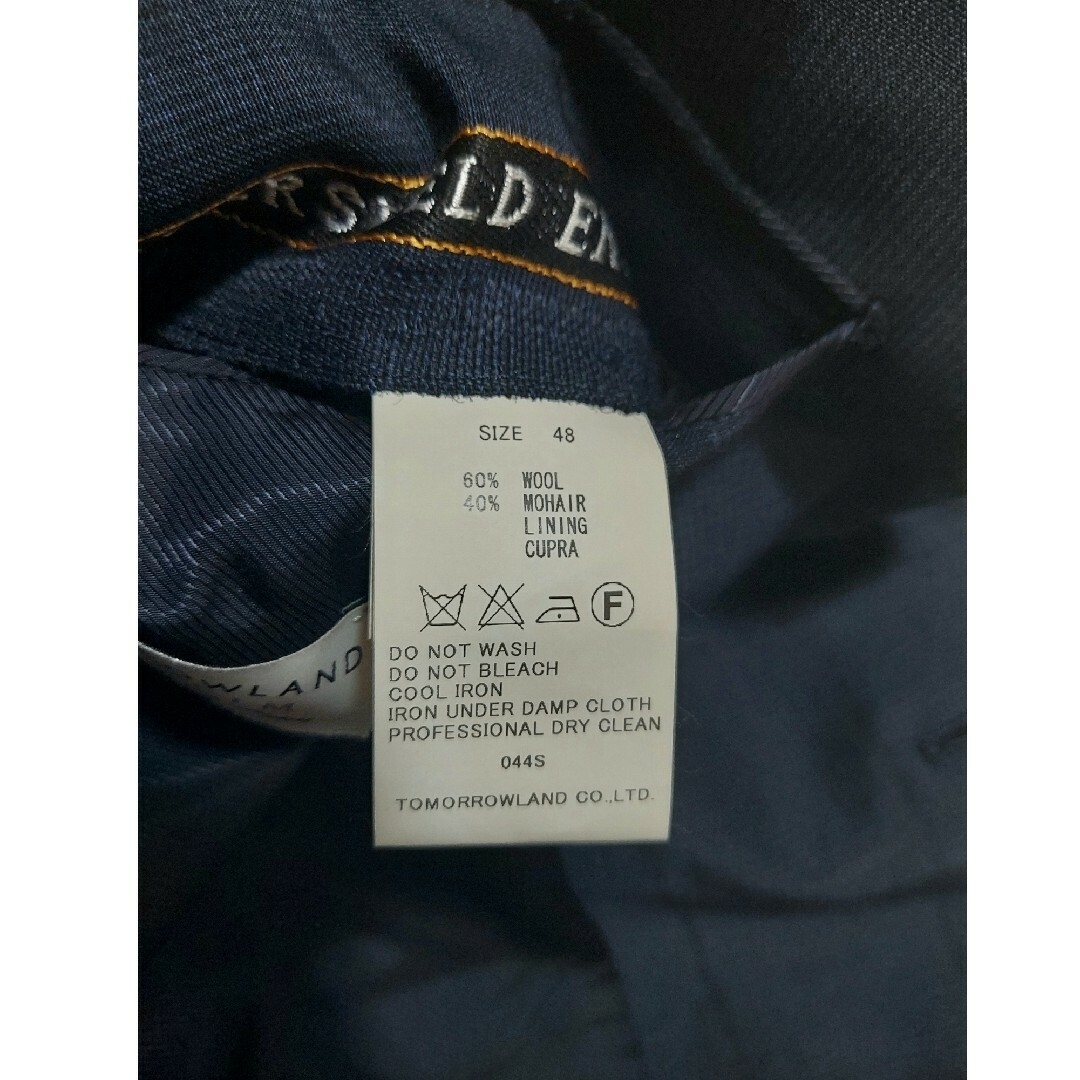 SIZE 48
60% WOOL
40% MOHAIR
LINING
CUPRA
F
DO NOT WASH
DO NOT BLEACH
COOL IRON
IRON UNDER DAMP CLOTH
PROFESSIONAL DRY CLEAN
044S
TOMORROWLAND CO.,LTD.